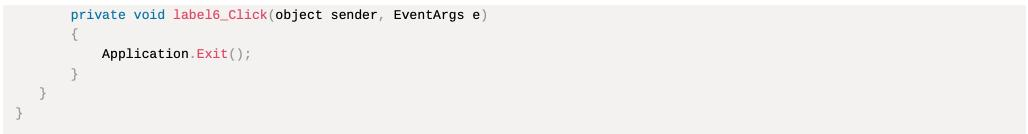 private void label6_Click(object sender, EventArgs e)
{
Application.Exit();
}
}
}